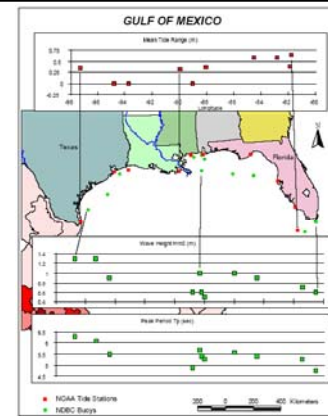 GULF OF MEXICO
Mean Tide Range (m)
0.75
0.5
0.25
0
-0.25
-98 -96 -94 -92 -90 -88 -86 -84 -82 -80
Longitude
Texas
Florida
N
Wave Height Hm0 (m)
1.4
1.2
1
0.8
0.6
0.4
Peak Period Tp (sec)
6.5
5.5
4.5
NOAA Tide Stations
NDBC Buoys
200 0 200 400 Kilometers